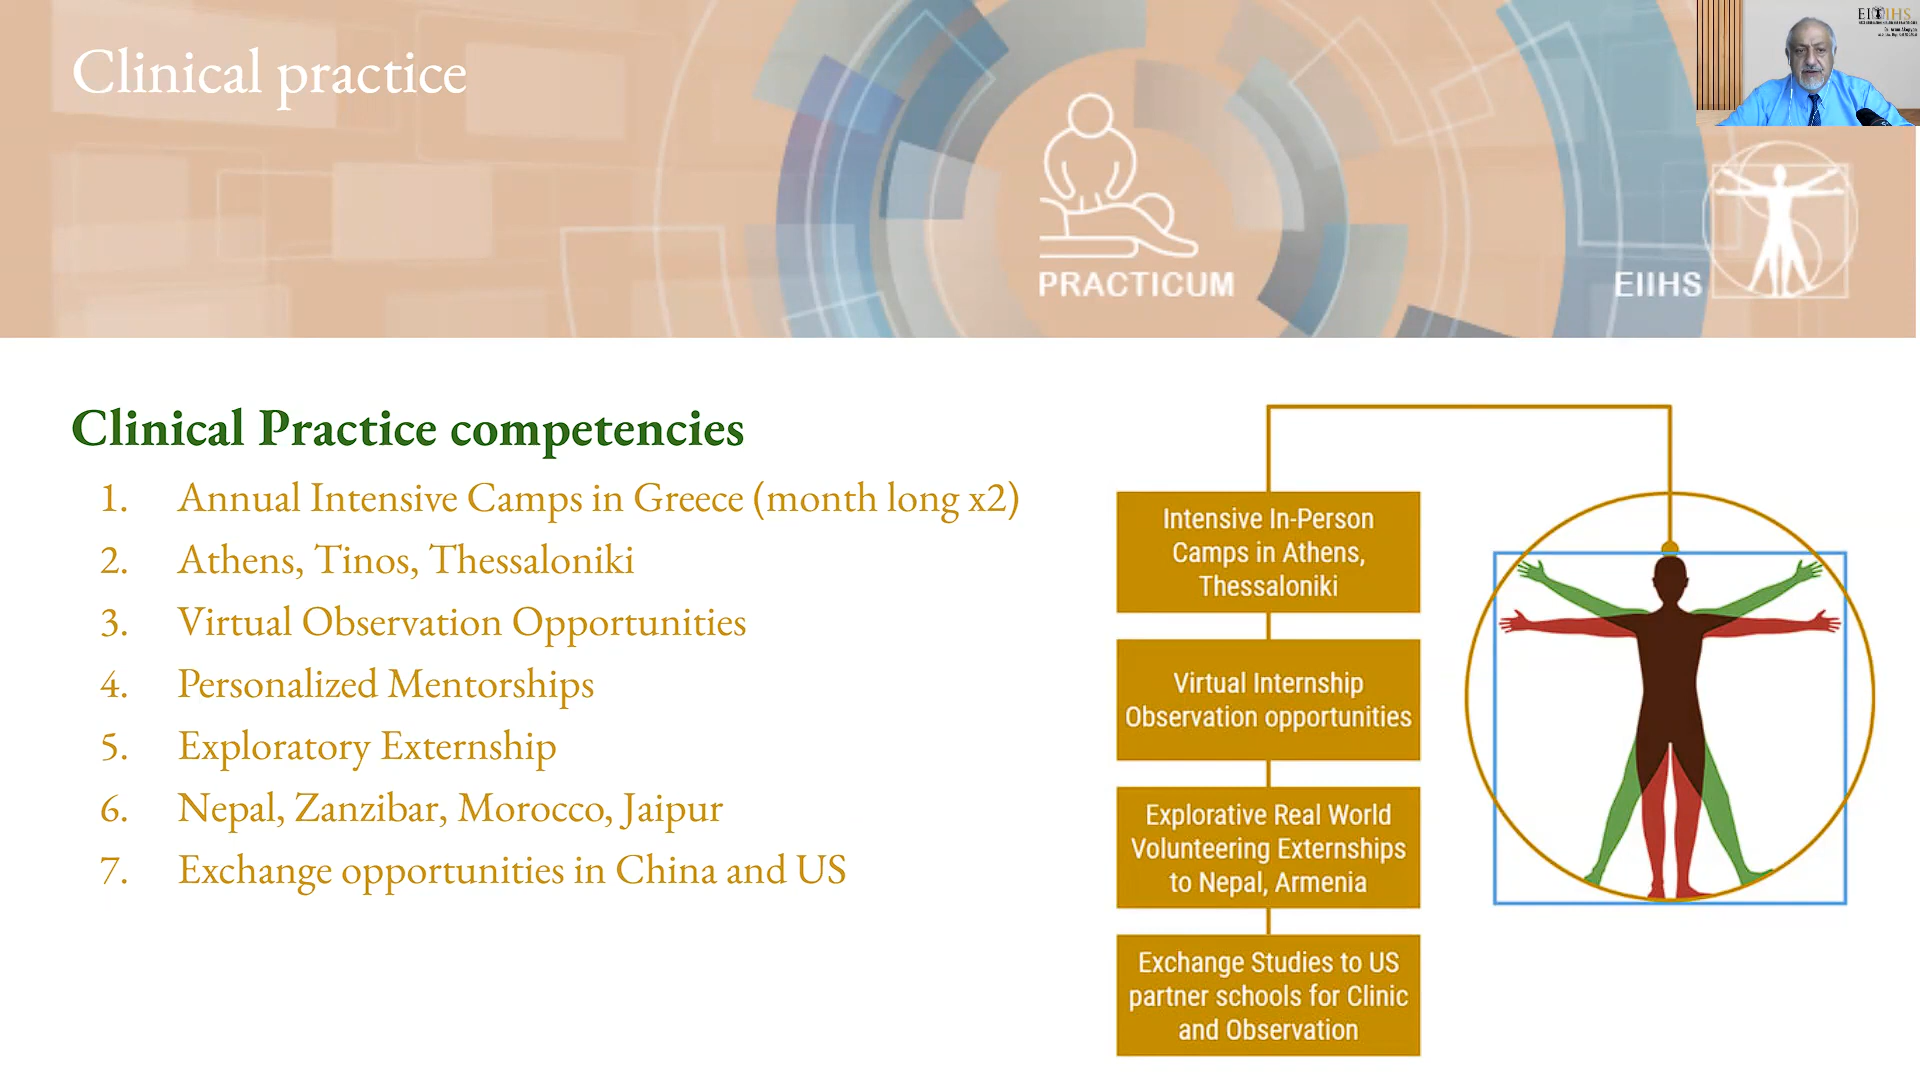 Clinical practice
PRACTICUM
EIIHS
EIIIHS
Clinical Practice competencies
1. Annual Intensive Camps in Greece (month long x2)
2. Athens, Tinos, Thessaloniki
3. Virtual Observation Opportunities
4. Personalized Mentorships
5. Exploratory Externship
6. Nepal, Zanzibar, Morocco, Jaipur
7. Exchange opportunities in China and US
Intensive In-Person
Camps in Athens,
Thessaloniki
Virtual Internship
Observation opportunities
Explorative Real World
Volunteering Externships
to Nepal, Armenia
Exchange Studies to US
partner schools for Clinic
and Observation